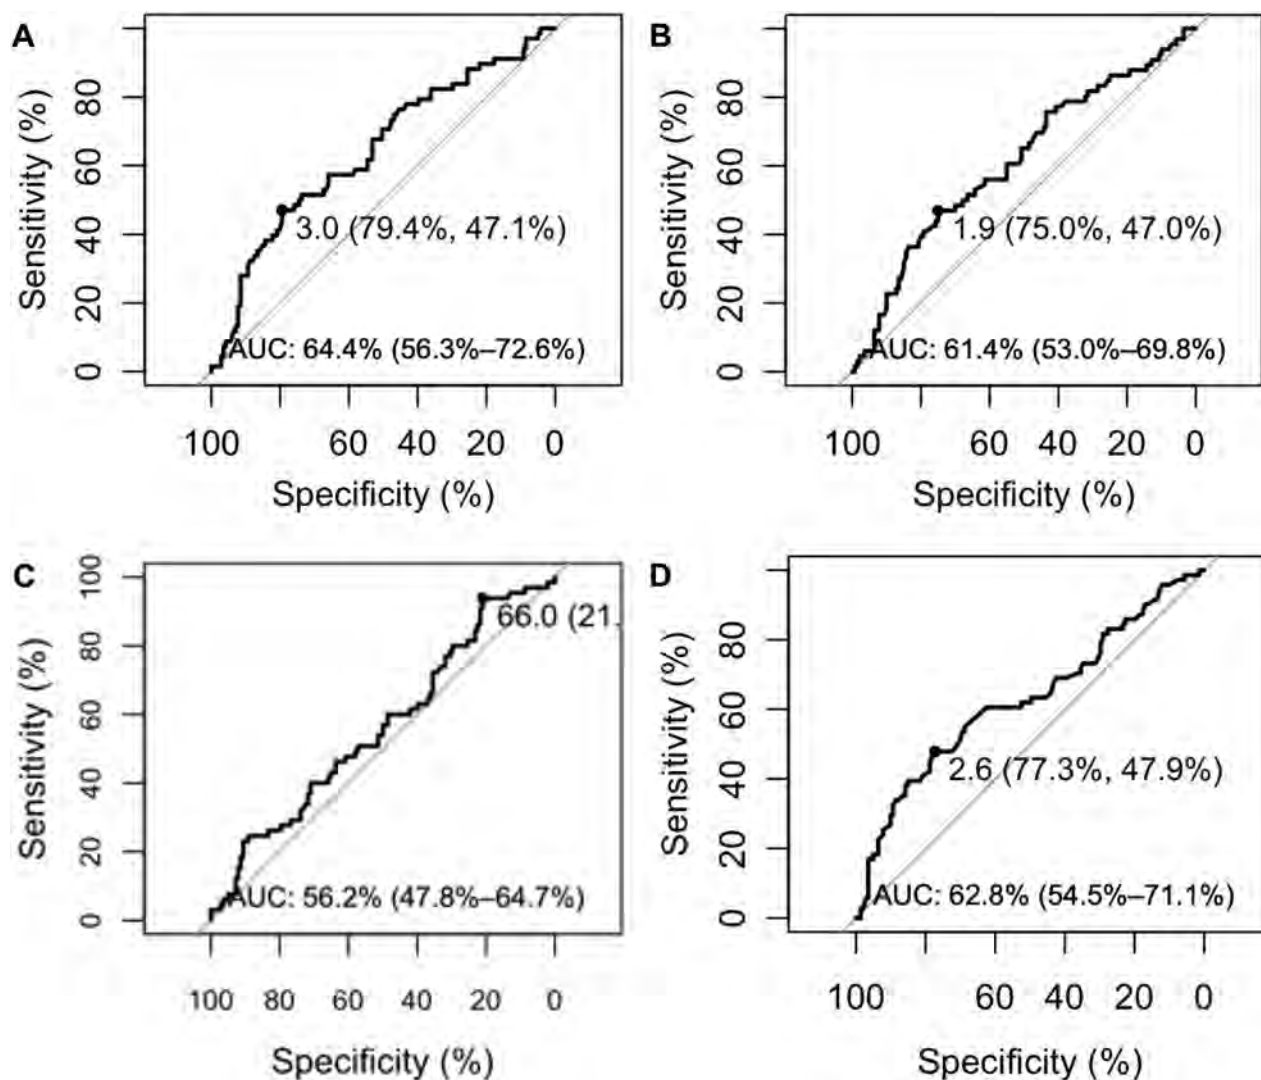 A
Sensitivity (%)
80
60
40
20
0
3.0 (79.4%, 47.1%)
AUC: 64.4% (56.3%–72.6%)
100 60 40 20 0
Specificity (%)
B
Sensitivity (%)
80
60
40
20
0
1.9 (75.0%, 47.0%)
AUC: 61.4% (53.0%–69.8%)
100 60 40 20 0
Specificity (%)
C
Sensitivity (%)
100
80
60
40
20
0
66.0 (21.
AUC: 56.2% (47.8%–64.7%)
100 80 60 40 20 0
Specificity (%)
D
Sensitivity (%)
80
60
40
20
0
2.6 (77.3%, 47.9%)
AUC: 62.8% (54.5%–71.1%)
100 60 40 20 0
Specificity (%)